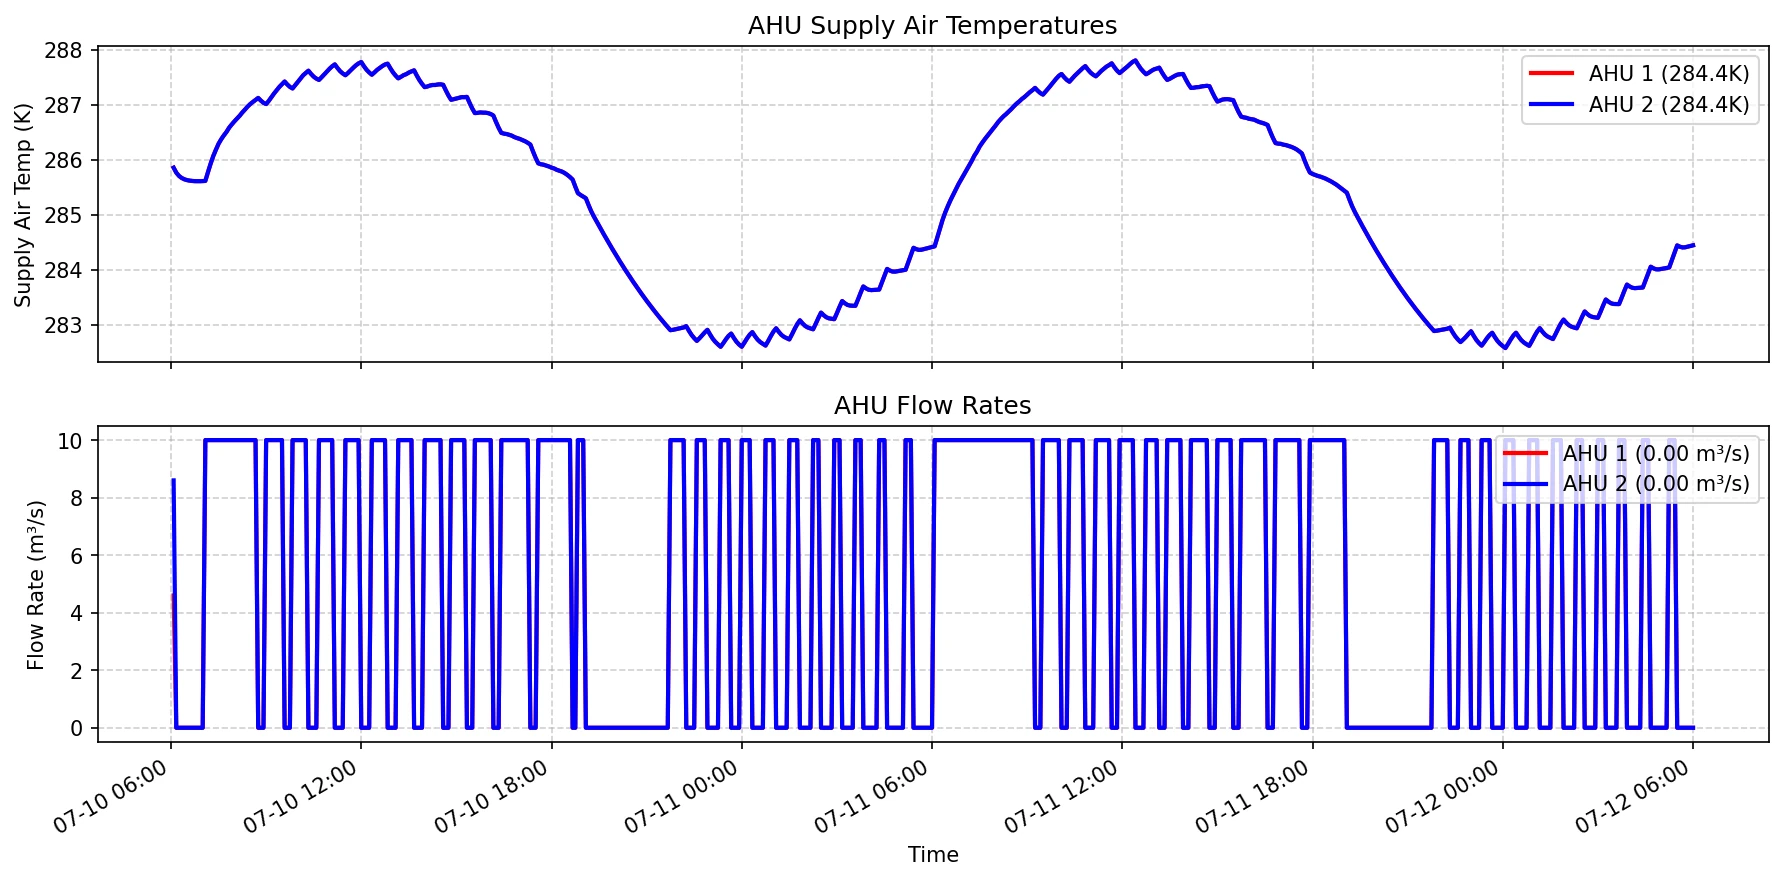 AHU Supply Air Temperatures
Supply Air Temp (K)
288
287
286
285
284
283
AHU 1 (284.4K)
AHU 2 (284.4K)
AHU Flow Rates
Flow Rate (m³/s)
10
8
6
4
2
0
AHU 1 (0.00 m³/s)
AHU 2 (0.00 m³/s)
07-10 06:00
07-10 12:00
07-10 18:00
07-11 00:00
07-11 06:00
07-11 12:00
07-11 18:00
07-12 00:00
07-12 06:00
Time